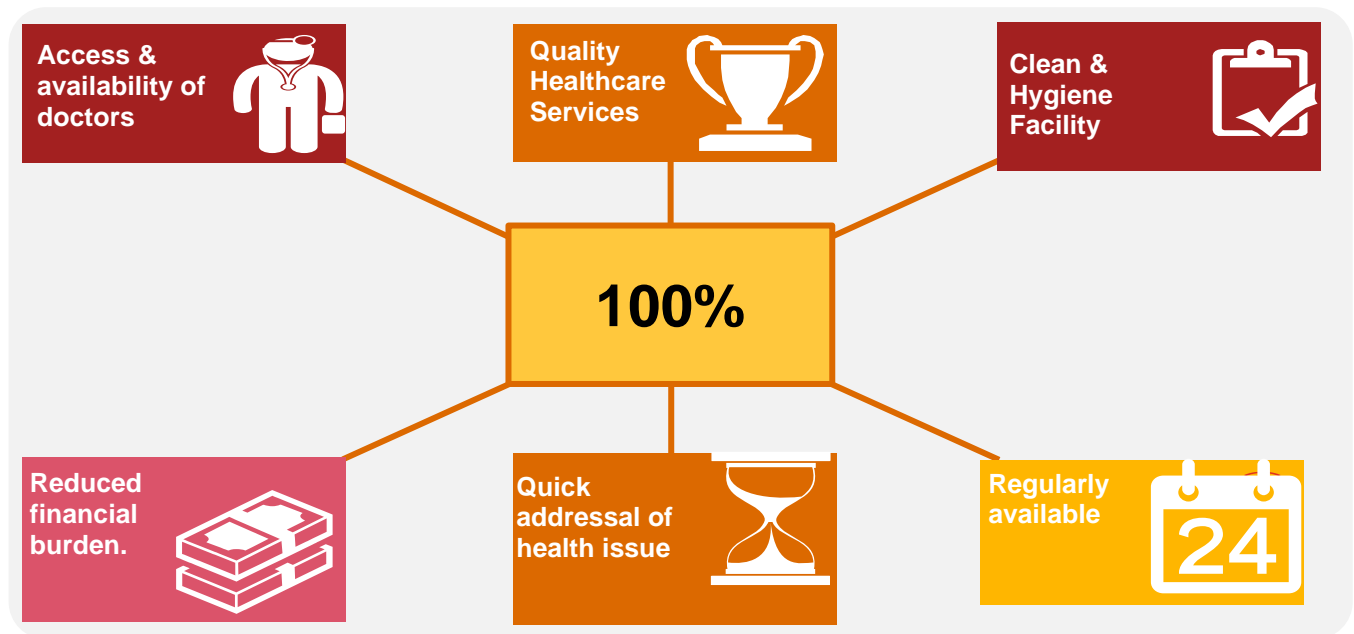 Access &
availability of
doctors
Quality
Healthcare
Services
Clean &
Hygiene
Facility
100%
Reduced
financial
burden.
Quick
addressal of
health issue
Regularly
available
24